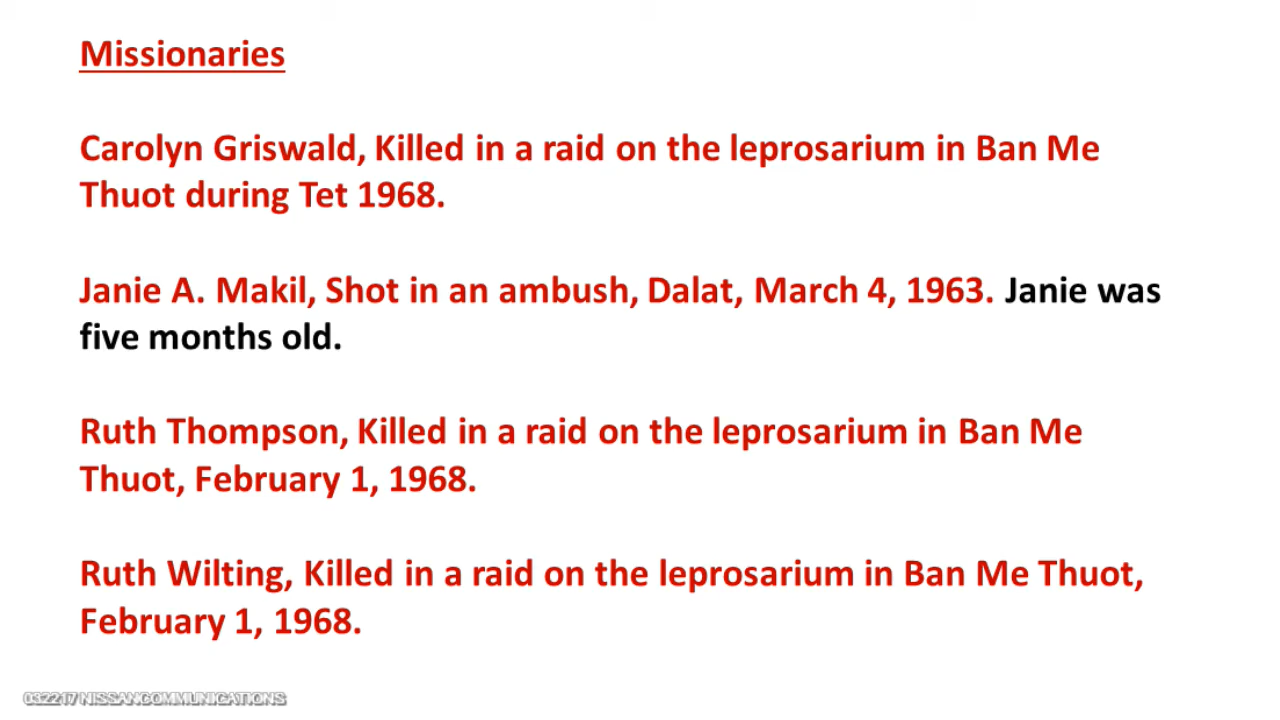 Missionaries
Carolyn Griswald, Killed in a raid on the leprosarium in Ban Me
Thuot during Tet 1968.
Janie A. Makil, Shot in an ambush, Dalat, March 4, 1963. Janie was
five months old.
Ruth Thompson, Killed in a raid on the leprosarium in Ban Me
Thuot, February 1, 1968.
Ruth Wilting, Killed in a raid on the leprosarium in Ban Me Thuot,
February 1, 1968.
032217 NISSANCOMMUNICATIONS